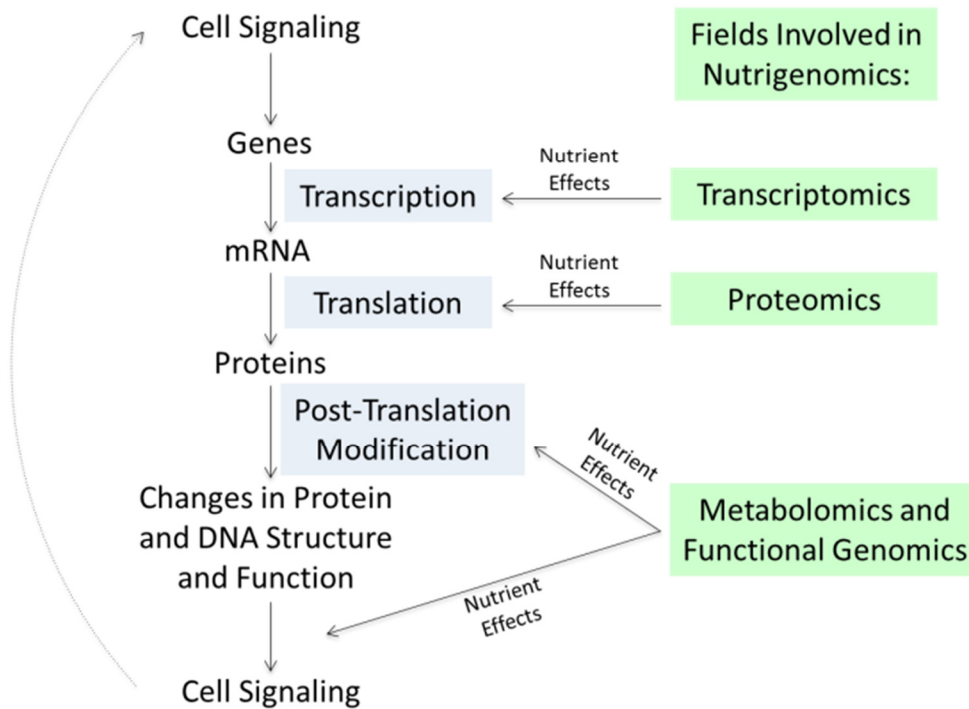 Cell Signaling
Fields Involved in
Nutrigenomics:
Genes
Transcription
Nutrient
Effects
Transcriptomics
mRNA
Translation
Nutrient
Effects
Proteomics
Proteins
Post-Translation
Modification
Nutrient
Effects
Changes in Protein
and DNA Structure
and Function
Metabolomics and
Functional Genomics
Nutrient
Effects
Cell Signaling